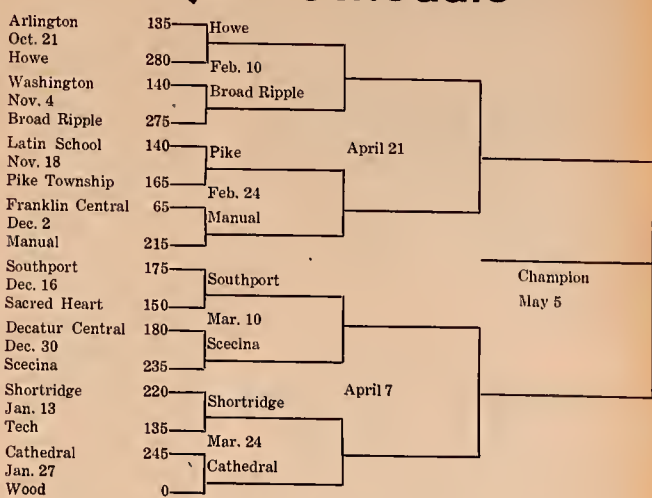 Arlington 135
Oct. 21
Howe 280
Washington 140
Nov. 4
Broad Ripple 275
Latin School 140
Nov. 18
Pike Township 165
Franklin Central 65
Dec. 2
Manual 215
Southport 175
Dec. 16
Sacred Heart 150
Decatur Central 180
Dec. 30
Scecina 235
Shortridge 220
Jan. 13
Tech 135
Cathedral 245
Jan. 27
Wood 0
Howe
Feb. 10
Broad Ripple
Pike
Feb. 24
Manual
Southport
Mar. 10
Scecina
Shortridge
Mar. 24
Cathedral
April 21
April 7
Champion
May 5